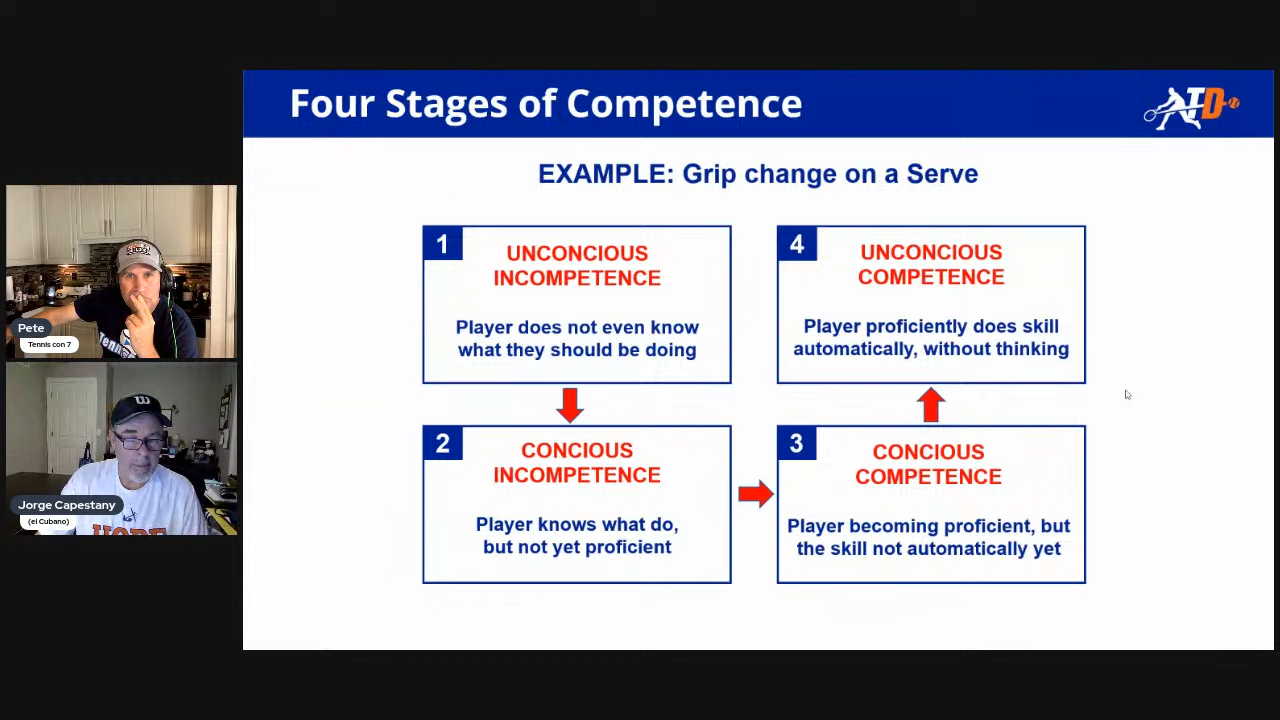 Four Stages of Competence
TD
EXAMPLE: Grip change on a Serve
1
UNCONCIOUS
INCOMPETENCE
Player does not even know
what they should be doing
2
CONCIOUS
INCOMPETENCE
Player knows what do,
but not yet proficient
3
CONCIOUS
COMPETENCE
Player becoming proficient, but
the skill not automatically yet
4
UNCONCIOUS
COMPETENCE
Player proficiently does skill
automatically, without thinking
Pete
Tennis con 7
Jorge Capestany
(el Cubano)
W
HOPE